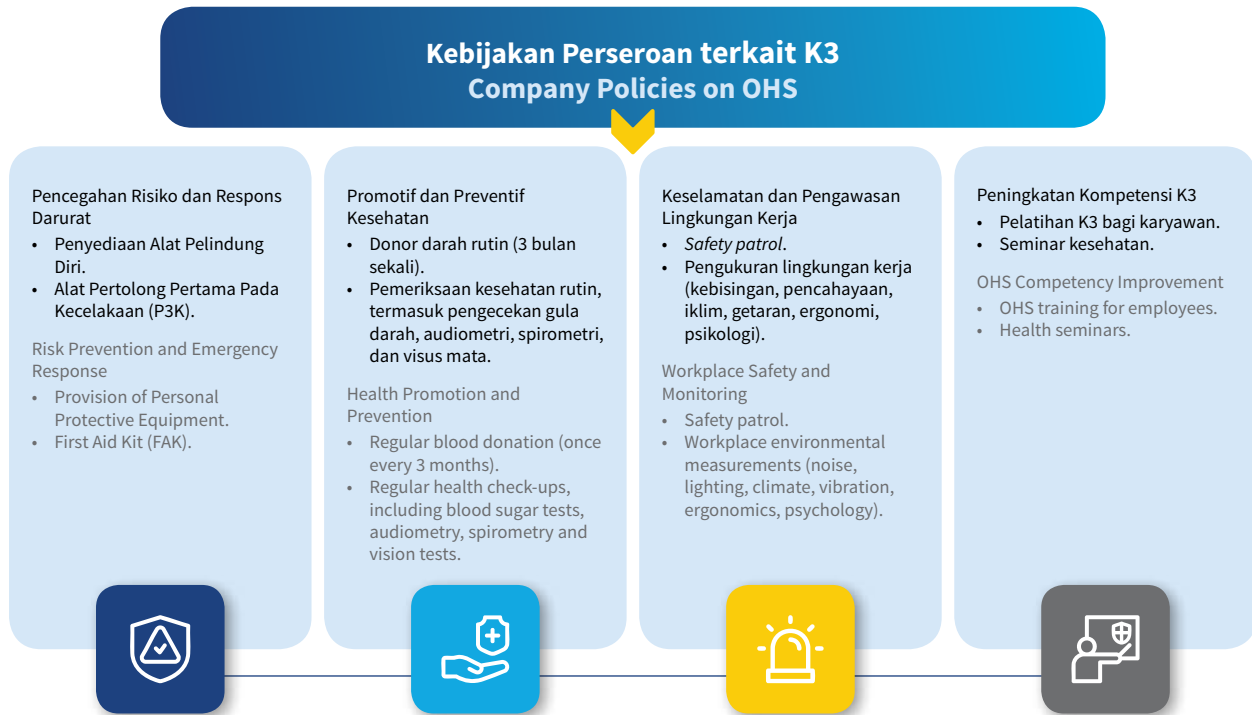 Kebijakan Perseroan terkait K3
Company Policies on OHS
Pencegahan Risiko dan Respons
Darurat
• Penyediaan Alat Pelindung
Diri.
• Alat Pertolong Pertama Pada
Kecelakaan (P3K).
Risk Prevention and Emergency
Response
• Provision of Personal
Protective Equipment.
• First Aid Kit (FAK).
Promotif dan Preventif
Kesehatan
• Donor darah rutin (3 bulan
sekali).
• Pemeriksaan kesehatan rutin,
termasuk pengecekan gula
darah, audiometri, spirometri,
dan visus mata.
Health Promotion and
Prevention
• Regular blood donation (once
every 3 months).
• Regular health check-ups,
including blood sugar tests,
audiometry, spirometry and
vision tests.
Keselamatan dan Pengawasan
Lingkungan Kerja
• Safety patrol.
• Pengukuran lingkungan kerja
(kebisingan, pencahayaan,
iklim, getaran, ergonomi,
psikologi).
Workplace Safety and
Monitoring
• Safety patrol.
• Workplace environmental
measurements (noise,
lighting, climate, vibration,
ergonomics, psychology).
Peningkatan Kompetensi K3
• Pelatihan K3 bagi karyawan.
• Seminar kesehatan.
OHS Competency Improvement
• OHS training for employees.
• Health seminars.